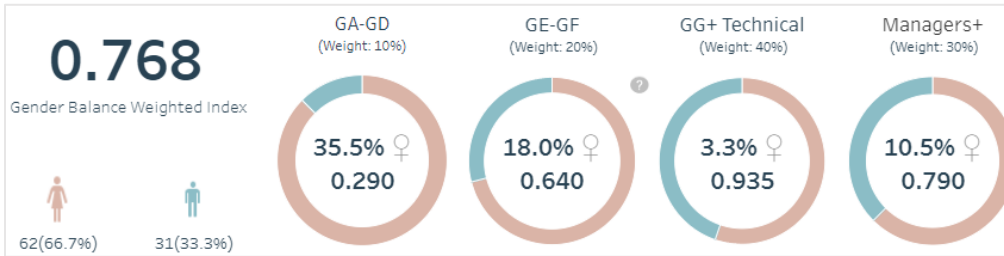 0.768
Gender Balance Weighted Index
62(66.7%)
31(33.3%)
GA-GD
(Weight: 10%)
35.5% ♀
0.290
GE-GF
(Weight: 20%)
18.0% ♀
0.640
?
GG+ Technical
(Weight: 40%)
3.3% ♀
0.935
Managers+
(Weight: 30%)
10.5% ♀
0.790